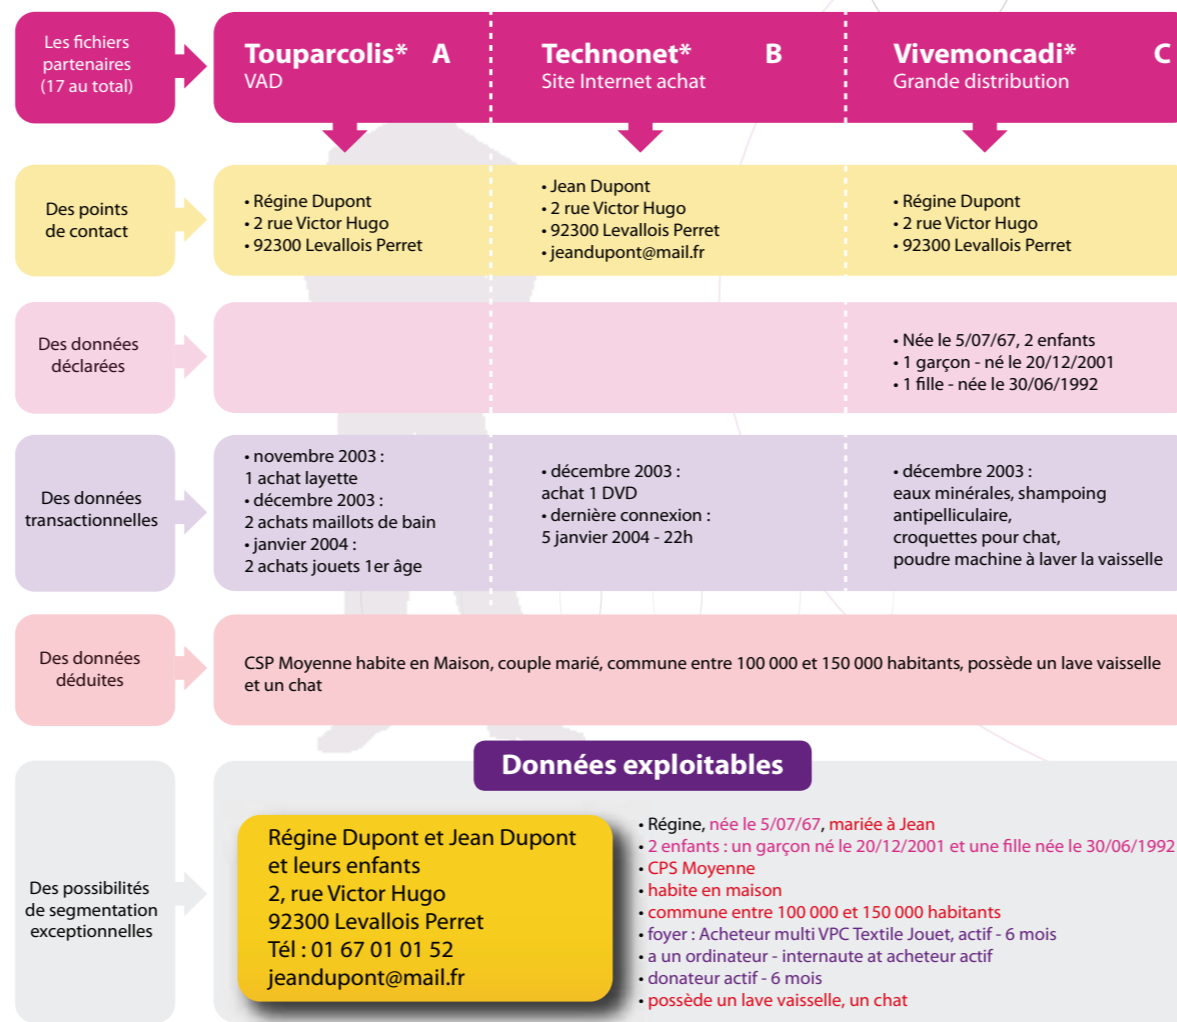 Les fichiers
partenaires
(17 au total)
Touparcolis* A
VAD
Technonet* B
Site Internet achat
Vivemoncadi* C
Grande distribution
Des points
de contact
• Régine Dupont
• 2 rue Victor Hugo
• 92300 Levallois Perret
• Jean Dupont
• 2 rue Victor Hugo
• 92300 Levallois Perret
• jeandupont@mail.fr
• Régine Dupont
• 2 rue Victor Hugo
• 92300 Levallois Perret
Des données
déclarées
• Née le 5/07/67, 2 enfants
• 1 garçon - né le 20/12/2001
• 1 fille - née le 30/06/1992
Des données
transactionnelles
• novembre 2003 :
1 achat layette
• décembre 2003 :
2 achats maillots de bain
• janvier 2004 :
2 achats jouets 1er âge
• décembre 2003 :
achat 1 DVD
• dernière connexion :
5 janvier 2004 - 22h
• décembre 2003 :
eaux minérales, shampoing
antipelliculaire,
croquettes pour chat,
poudre machine à laver la vaisselle
Des données
déduites
CSP Moyenne habite en Maison, couple marié, commune entre 100 000 et 150 000 habitants, possède un lave vaisselle
et un chat
Des possibilités
de segmentation
exceptionnelles
Données exploitables
Régine Dupont et Jean Dupont
et leurs enfants
2, rue Victor Hugo
92300 Levallois Perret
Tél : 01 67 01 01 52
jeandupont@mail.fr
• Régine, née le 5/07/67, mariée à Jean
• 2 enfants : un garçon né le 20/12/2001 et une fille née le 30/06/1992
• CPS Moyenne
• habite en maison
• commune entre 100 000 et 150 000 habitants
• foyer : Acheteur multi VPC Textile Jouet, actif - 6 mois
• a un ordinateur - internaute at acheteur actif
• donateur actif - 6 mois
• possède un lave vaisselle, un chat